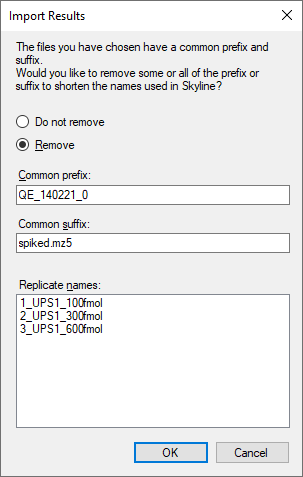 Import Results
The files you have chosen have a common prefix and
suffix.
Would you like to remove some or all of the prefix or
suffix to shorten the names used in Skyline?
Do not remove
Remove
Common prefix:
QE_140221_0
Common suffix:
spiked.mz5
Replicate names:
1_UPS1_100fmol
2_UPS1_300fmol
3_UPS1_600fmol
OK
Cancel